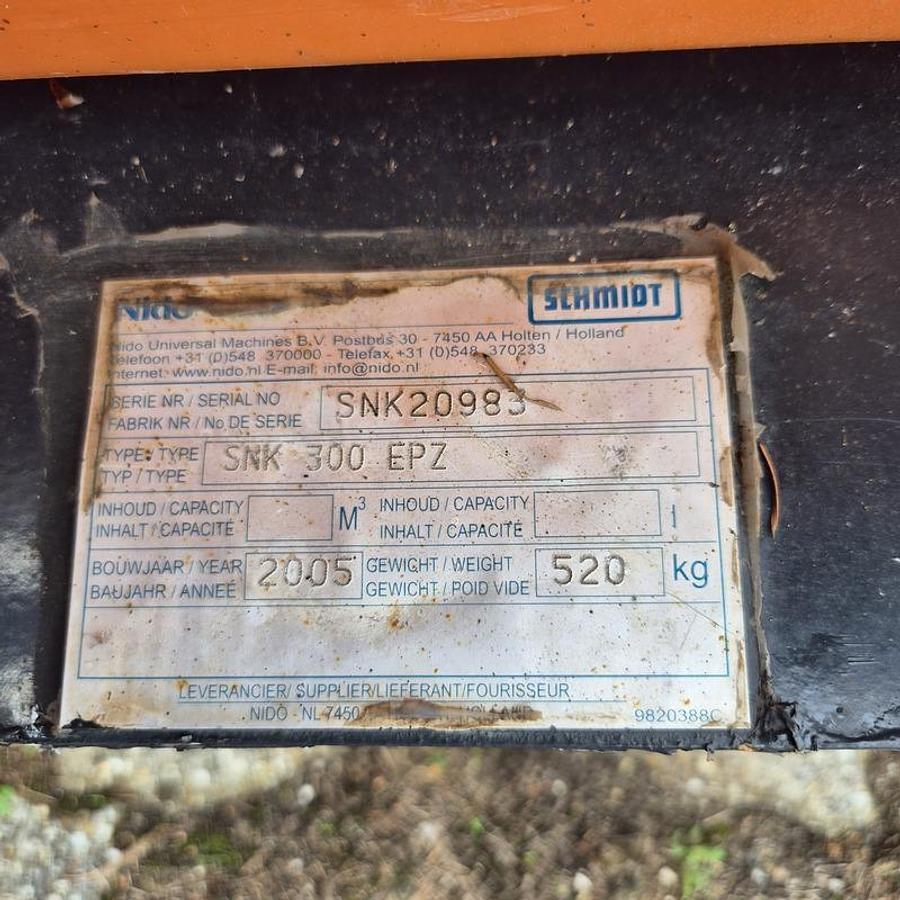 Nido SCHMIDT
Nido Universal Machines B.V. Postbus 30 - 7450 AA Holten / Holland
Telefoon +31 (0)548 370000 - Telefax +31 (0)548 370233
Internet: www.nido.nl E-mail: info@nido.nl
SERIE NR / SERIAL NO SNK20983
FABRIK NR / No DE SERIE
TYPE / TYPE SNK 300 EPZ
TYP / TYPE
INHOUD / CAPACITY M³ INHOUD / CAPACITY l
INHALT / CAPACITÉ INHALT / CAPACITÉ
BOUWJAAR / YEAR 2005 GEWICHT / WEIGHT 520 kg
BAUJAHR / ANNEÉ GEWICHT / POID VIDE
LEVERANCIER/ SUPPLIER/LIEFERANT/FOURISSEUR
NIDO NL 7450
9820388C